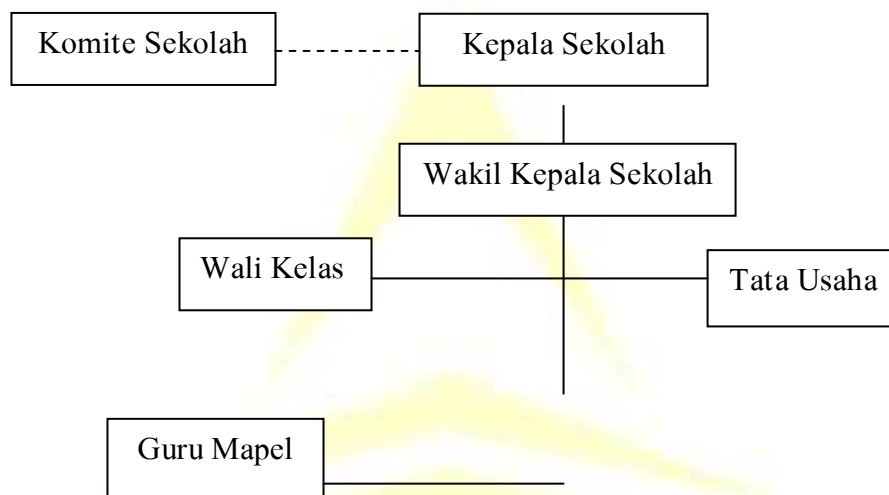 Komite Sekolah
Kepala Sekolah
Wakil Kepala Sekolah
Wali Kelas
Tata Usaha
Guru Mapel